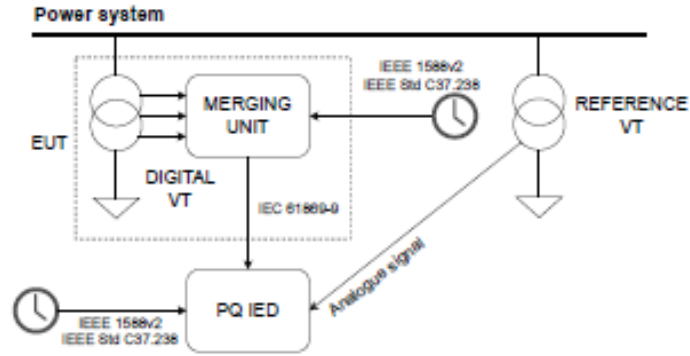 Power system
IEEE 1588v2
IEEE Std C37.238
MERGING
UNIT
REFERENCE
VT
EUT
DIGITAL
VT
IEC 61869-9
Analogue signal
PQ IED
IEEE 1588v2
IEEE Std C37.238